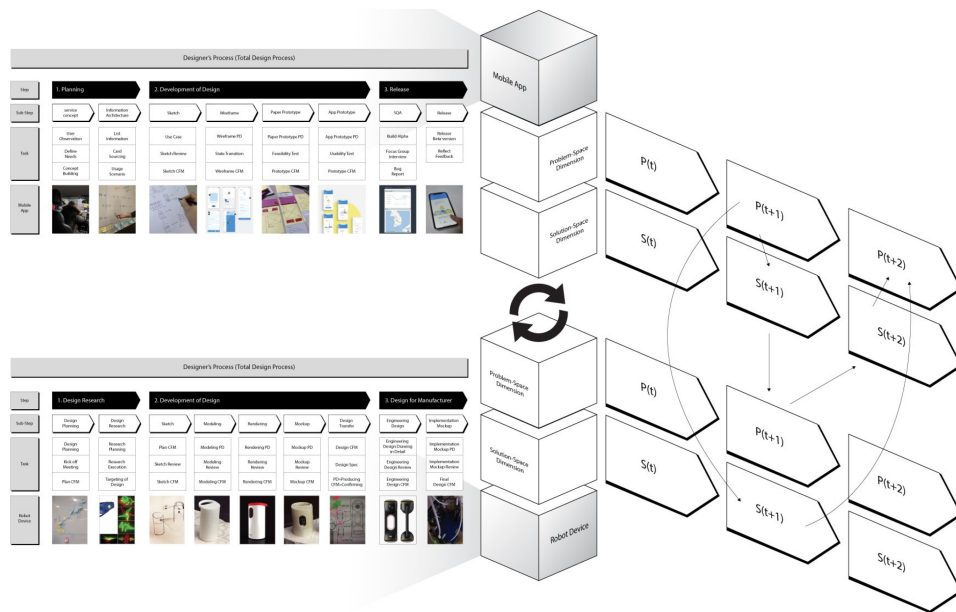 Designer's Process (Total Design Process)
Step
1. Planning
2. Development of Design
3. Release
Sub-Step
service
concept
Information
Architecture
Sketch
Wireframe
Paper Prototype
App Prototype
SQA
Release
Task
User
Observation
List
Information
Use Case
Wireframe PD
Paper Prototype PD
App Prototype PD
Build Alpha
Release
Beta-version
Define
Needs
Card
Sourcing
Sketch Review
State Transition
Feasibility Test
Usability Test
Focus Group
Interview
Reflect
Feedback
Concept
Building
Usage
Scenario
Sketch CFM
Wireframe CFM
Prototype CFM
Prototype CFM
Bug
Report
Mobile
App.
Designer's Process (Total Design Process)
Step
1. Design Research
2. Development of Design
3. Design for Manufacturer
Sub-Step
Design
Planning
Design
Research
Sketch
Modeling
Rendering
Mockup
Design
Transfer
Engineering
Design
Implementation
Mockup
Task
Design
Planning
Research
Planning
Plan CFM
Modeling PD
Rendering PD
Mockup PD
Design CFM
Engineering
Design Drawing
in Detail
Implementation
Mockup PD
Kick off
Meeting
Research
Execution
Sketch Review
Modeling
Review
Rendering
Review
Mockup
Review
Design Spec
Engineering
Design Review
Implementation
Mockup Review
Plan CFM
Targeting of
Design
Sketch CFM
Modeling CFM
Rendering CFM
Mockup CFM
PD=Producing
CFM=Confirming
Engineering
Design CFM
Final
Design CFM
Robot
Device
Mobile App
Problem-Space
Dimension
Solution-Space
Dimension
P(t)
S(t)
P(t+1)
S(t+1)
P(t+2)
S(t+2)
Problem-Space
Dimension
Solution-Space
Dimension
Robot Device
P(t)
S(t)
P(t+1)
S(t+1)
P(t+2)
S(t+2)